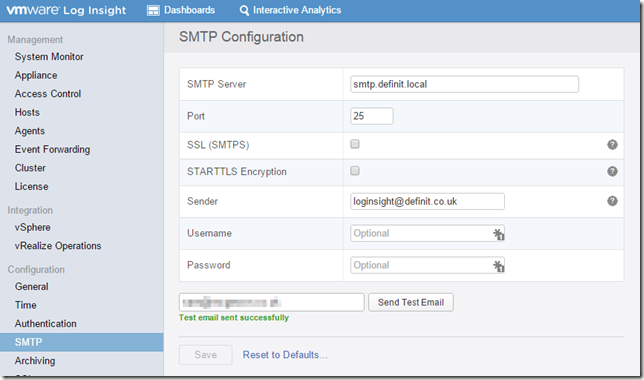 vmware Log Insight Dashboards Interactive Analytics
Management
System Monitor
Appliance
Access Control
Hosts
Agents
Event Forwarding
Cluster
License
Integration
vSphere
vRealize Operations
Configuration
General
Time
Authentication
SMTP
Archiving
SMTP Configuration
SMTP Server smtp.definit.local
Port 25
SSL (SMTPS) ?
STARTTLS Encryption ?
Sender loginsight@definit.co.uk ?
Username Optional 1
Password Optional 1
Send Test Email
Test email sent successfully
Save Reset to Defaults...